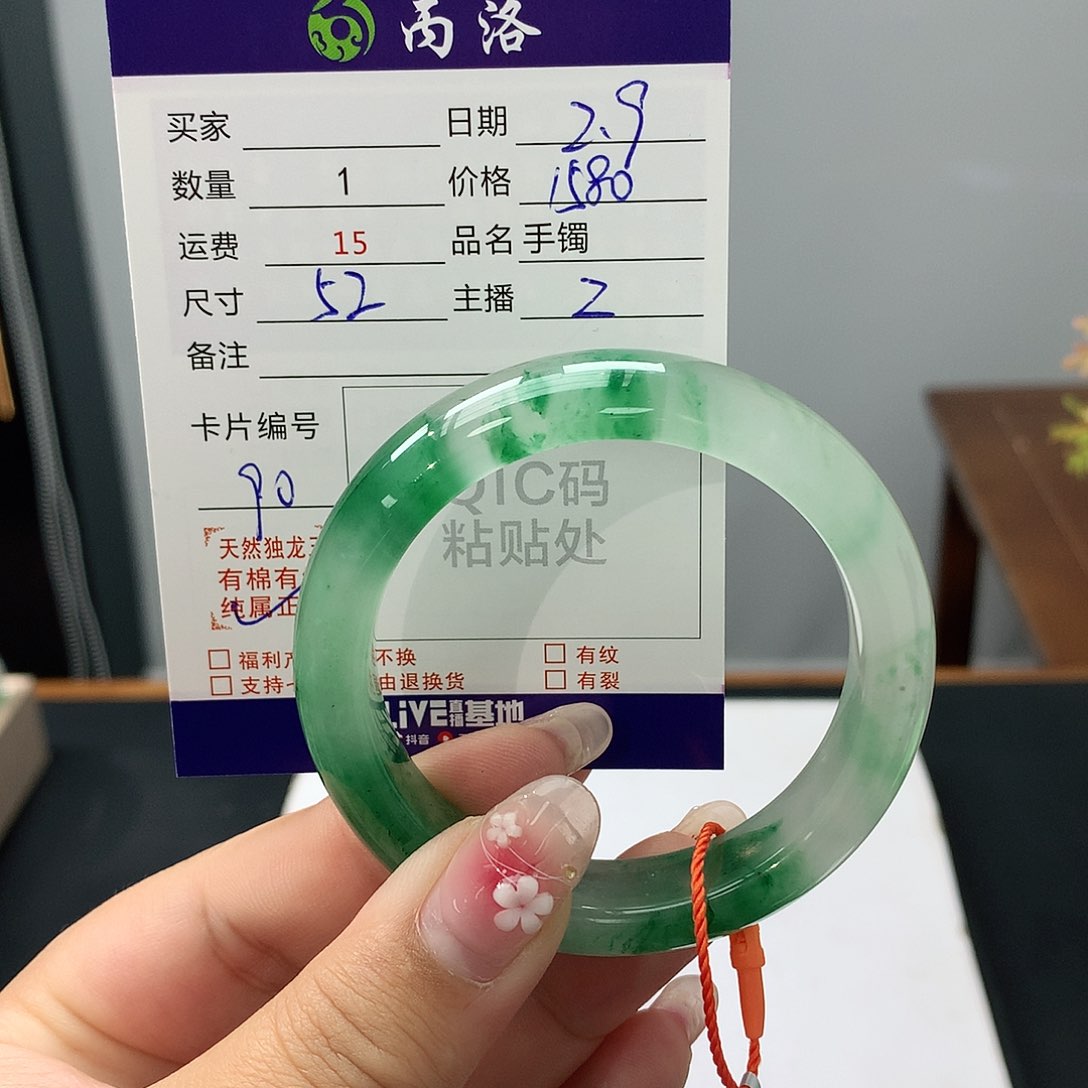 禼洛
买家 日期 2.9
数量 1 价格 1580
运费 15 品名 手镯
尺寸 52 主播 2
备注
卡片编号
90
QIC码
粘贴处
天然独龙
有棉有
纯属正
福利 不换 有纹
支持 由退换货 有裂
LiVE直播基地
抖音